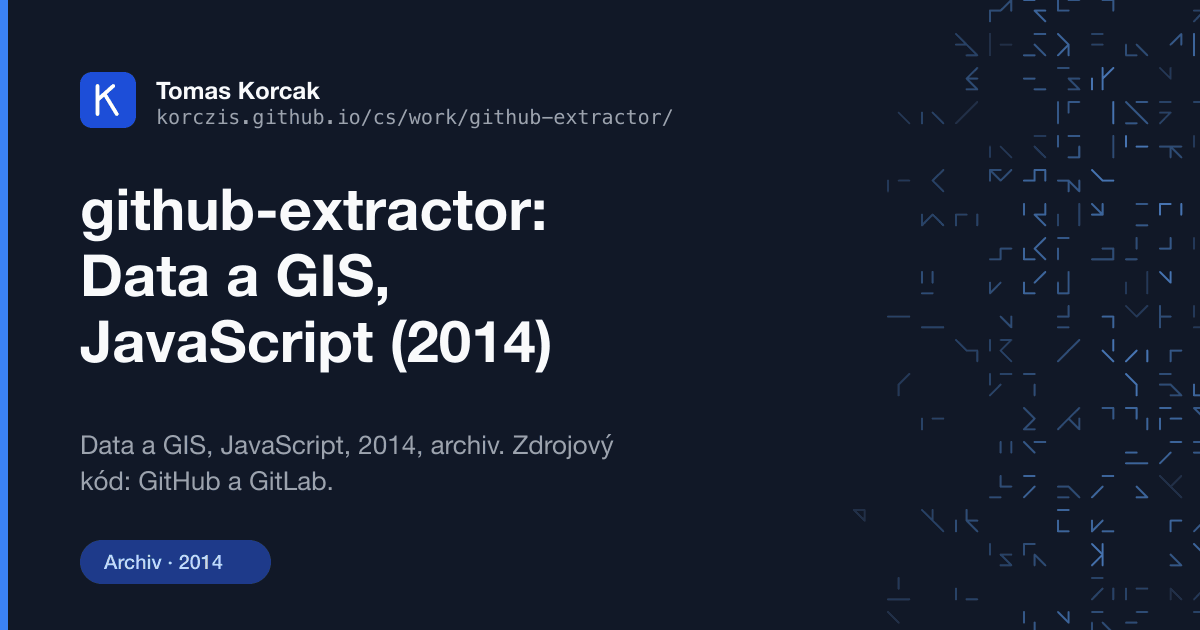 K
Tomas Korcak
korczis.github.io/cs/work/github-extractor/
github-extractor:
Data a GIS,
JavaScript (2014)
Data a GIS, JavaScript, 2014, archiv. Zdrojový
kód: GitHub a GitLab.
Archiv · 2014